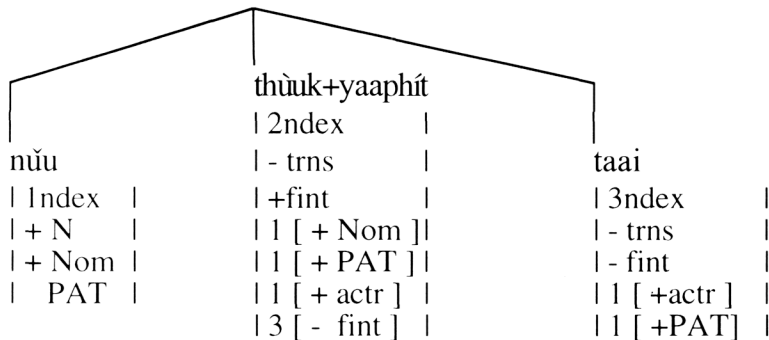 nǔu
| 1ndex |
| + N |
| + Nom |
| PAT |
thùuk+yaaphít
| 2ndex |
| - trns |
| +fint |
| 1 [ + Nom ]|
| 1 [ + PAT ]|
| 1 [ + actr ] |
| 3 [ - fint ] |
taai
| 3ndex |
| - trns |
| - fint |
| 1 [ +actr ] |
| 1 [ +PAT] |